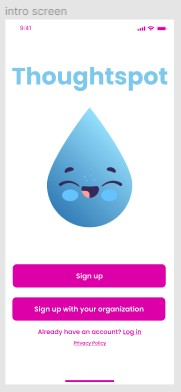 intro screen
9:41
Thoughtspot
Sign up
Sign up with your organization
Already have an account? Log in
Privacy Policy